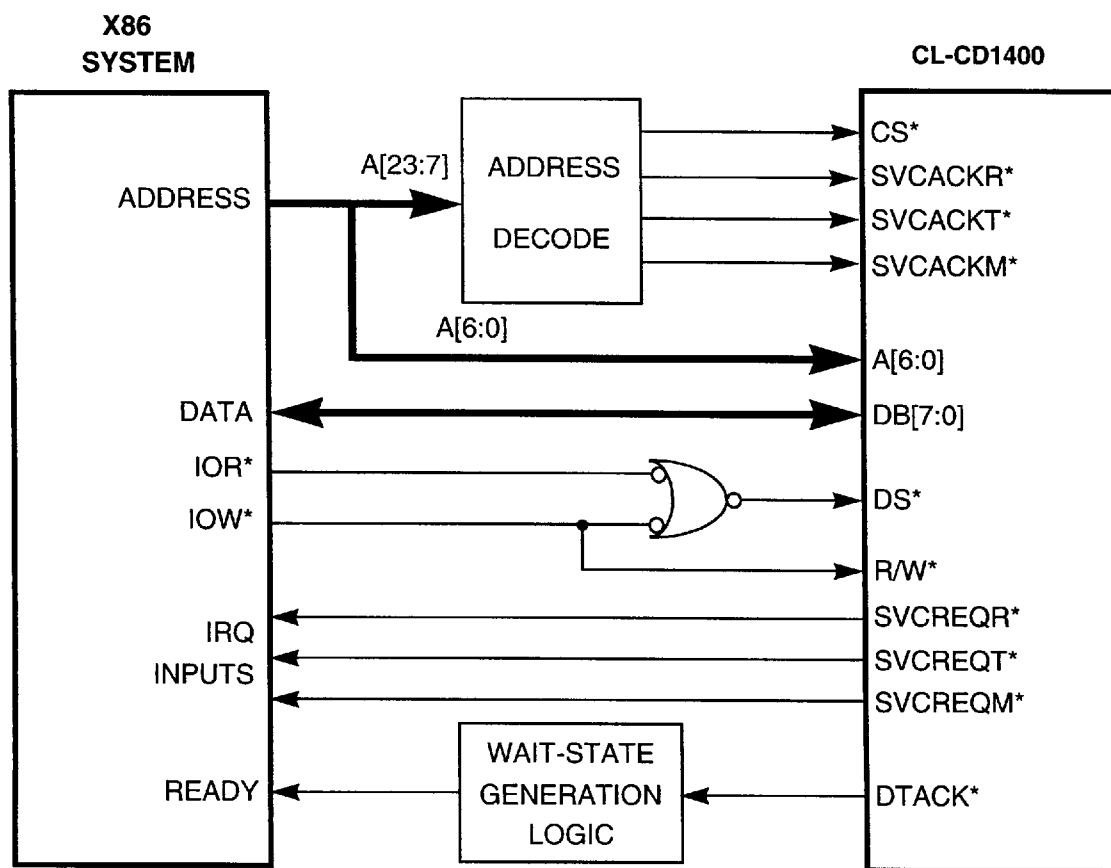 X86
SYSTEM
CL-CD1400
ADDRESS
A[23:7]
ADDRESS
DECODE
CS*
SVCACKR*
SVCACKT*
SVCACKM*
A[6:0]
A[6:0]
DATA
DB[7:0]
IOR*
IOW*
DS*
R/W*
IRQ
INPUTS
SVCREQR*
SVCREQT*
SVCREQM*
READY
WAIT-STATE
GENERATION
LOGIC
DTACK*